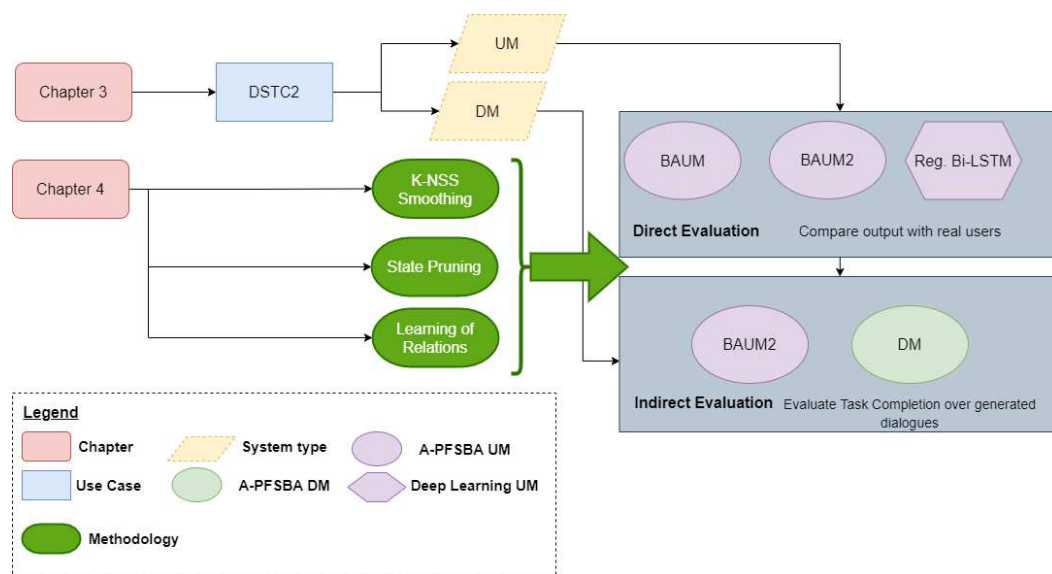 UM
Chapter 3
DSTC2
DM
Chapter 4
K-NSS
Smoothing
State Pruning
Learning of
Relations
BAUM
BAUM2
Reg. Bi-LSTM
Direct Evaluation
Compare output with real users
BAUM2
DM
Indirect Evaluation
Evaluate Task Completion over generated
dialogues
Legend
Chapter
System type
A-PFSBA UM
Use Case
A-PFSBA DM
Deep Learning UM
Methodology